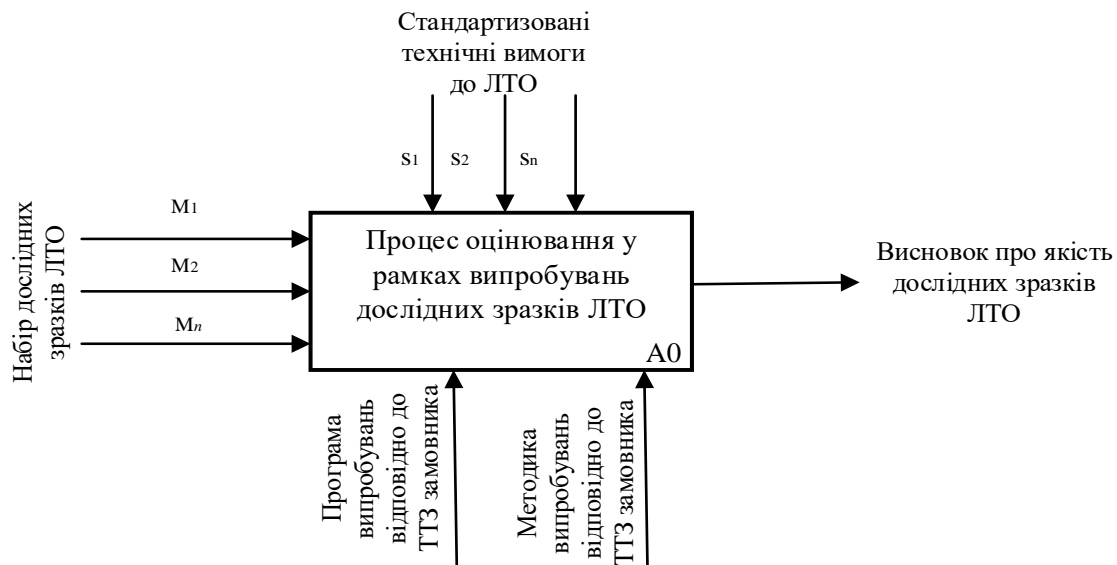 Стандартизовані
технічні вимоги
до ЛТО
s1 s2 sn
Набір дослідних
зразків ЛТО
M1
M2
Mn
Процес оцінювання у
рамках випробувань
дослідних зразків ЛТО
A0
Висновок про якість
дослідних зразків
ЛТО
Програма
випробувань
відповідно до
ТТЗ замовника
Методика
випробувань
відповідно до
ТТЗ замовника